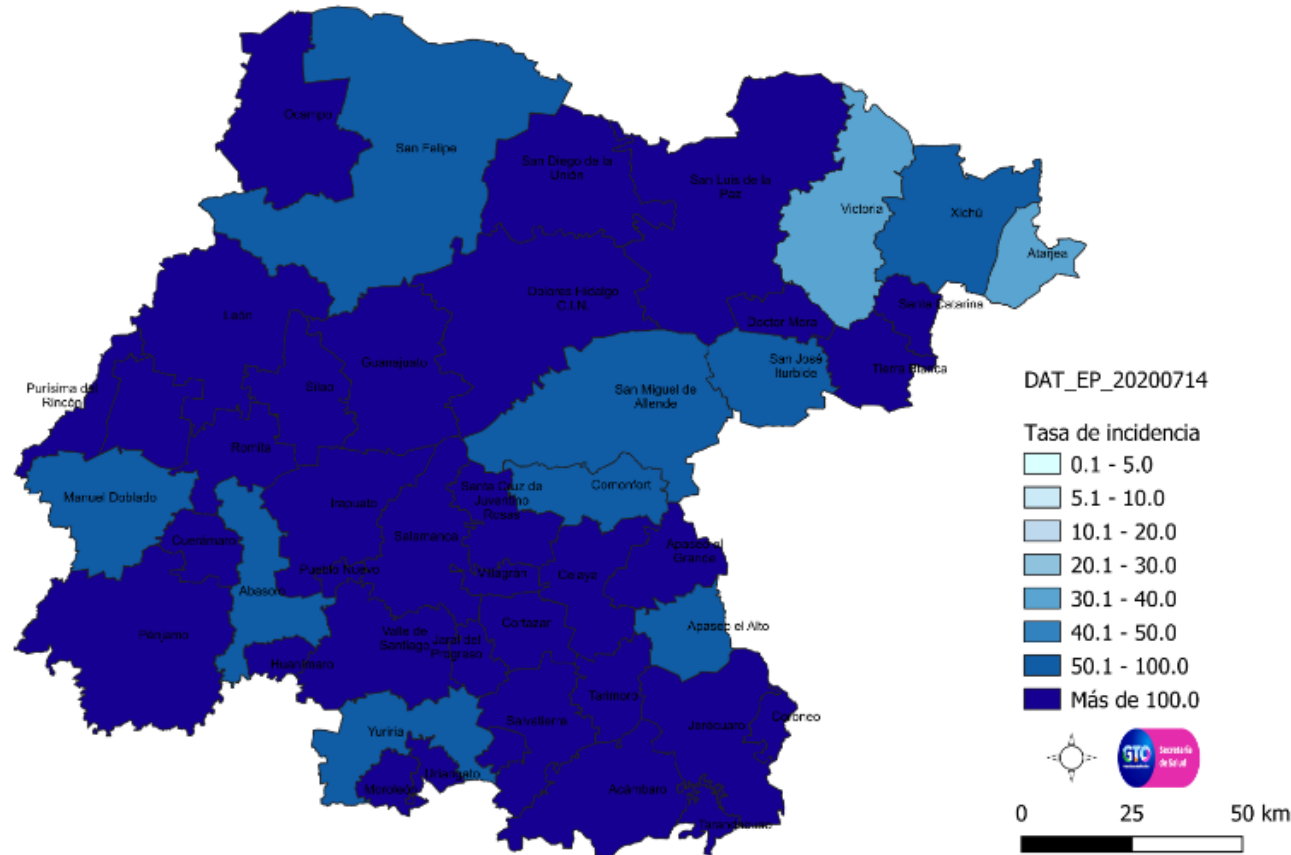 Ocampo
San Felipe
San Diego de la
Unión
San Luis de la
Paz
Victoria
Xichú
Atarjea
Dolores Hidalgo
C.I.N.
León
Guanajuato
Silao
Doctor Mora
Santa Catarina
San José
Iturbide
Tierra Blanca
Purísima del
Rincón
San Miguel de
Allende
Romita
Manuel Doblado
Irapuato
Santa Cruz de
Juventino
Rosas
Comonfort
Salamanca
Cuerámaro
Apaseo el
Grande
Pueblo Nuevo
Villagrán
Celaya
Abasolo
Pénjamo
Valle de
Santiago
Jaral del
Progreso
Cortazar
Apaseo el Alto
Huanímaro
Tarimoro
Salvatierra
Jerécuaro
Coroneo
Yuriria
Uriangato
Moroleón
Acámbaro
Tarandacuao
DAT_EP_20200714
Tasa de incidencia
0.1 - 5.0
5.1 - 10.0
10.1 - 20.0
20.1 - 30.0
30.1 - 40.0
40.1 - 50.0
50.1 - 100.0
Más de 100.0
GTO
Secretaría
de Salud
0 25 50 km